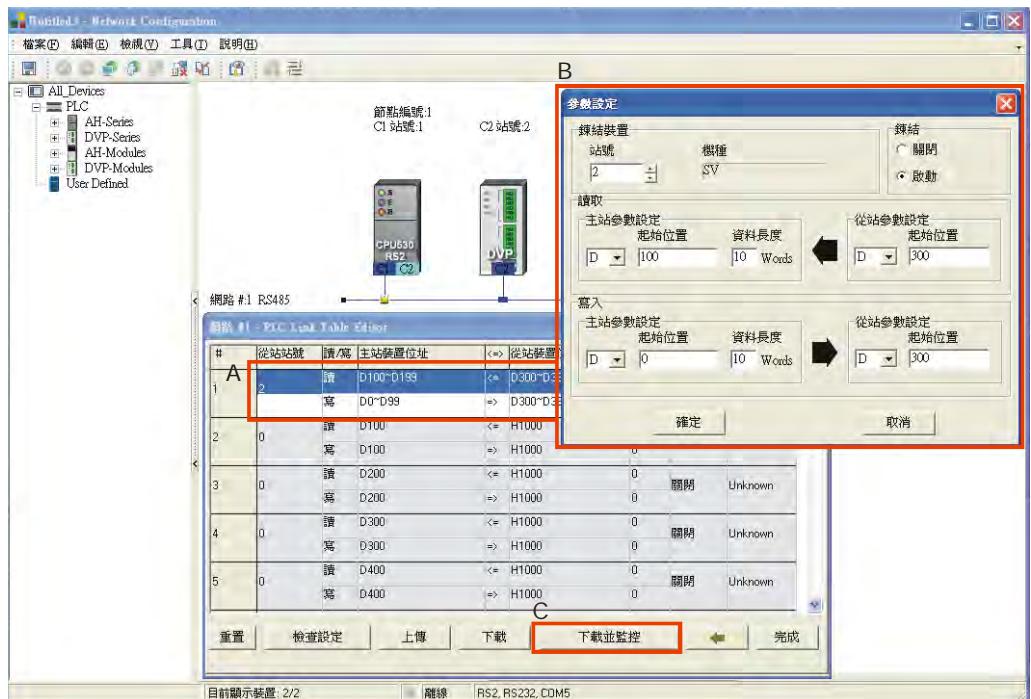 Untitled1 - Network Configuration
檔案(F) 編輯(E) 檢視(V) 工具(T) 說明(H)
All_Devices
PLC
AH-Series
DVP-Series
AH-Modules
DVP-Modules
User Defined
節點編號:1
C1 站號:1
C2 站號:2
CPU530
RS2
C1 C2
DVP
C2
網路 #:1 RS485
B
參數設定
鍊結裝置
站號 機種
2 SV
鍊結
關閉
啟動
讀取
主站參數設定
起始位置 資料長度
D 100 10 Words
從站參數設定
起始位置
D 300
寫入
主站參數設定
起始位置 資料長度
D 0 10 Words
從站參數設定
起始位置
D 300
確定 取消
網路 #1 - PLC Link Table Editor
# 從站站號 讀/寫 主站裝置位址 <=> 從站裝置
A
1 2 讀 D100~D199 <= D300~D3
寫 D0~D99 => D300~D3
2 0 讀 D100 <= H1000
寫 D100 => H1000 0
3 0 讀 D200 <= H1000 0 關閉 Unknown
寫 D200 => H1000 0
4 0 讀 D300 <= H1000 0 關閉 Unknown
寫 D300 => H1000 0
5 0 讀 D400 <= H1000 0 關閉 Unknown
寫 D400 => H1000 0
C
重置 檢查設定 上傳 下載 下載並監控 完成
目前顯示裝置: 2/2 離線 RS2, RS232, COM5